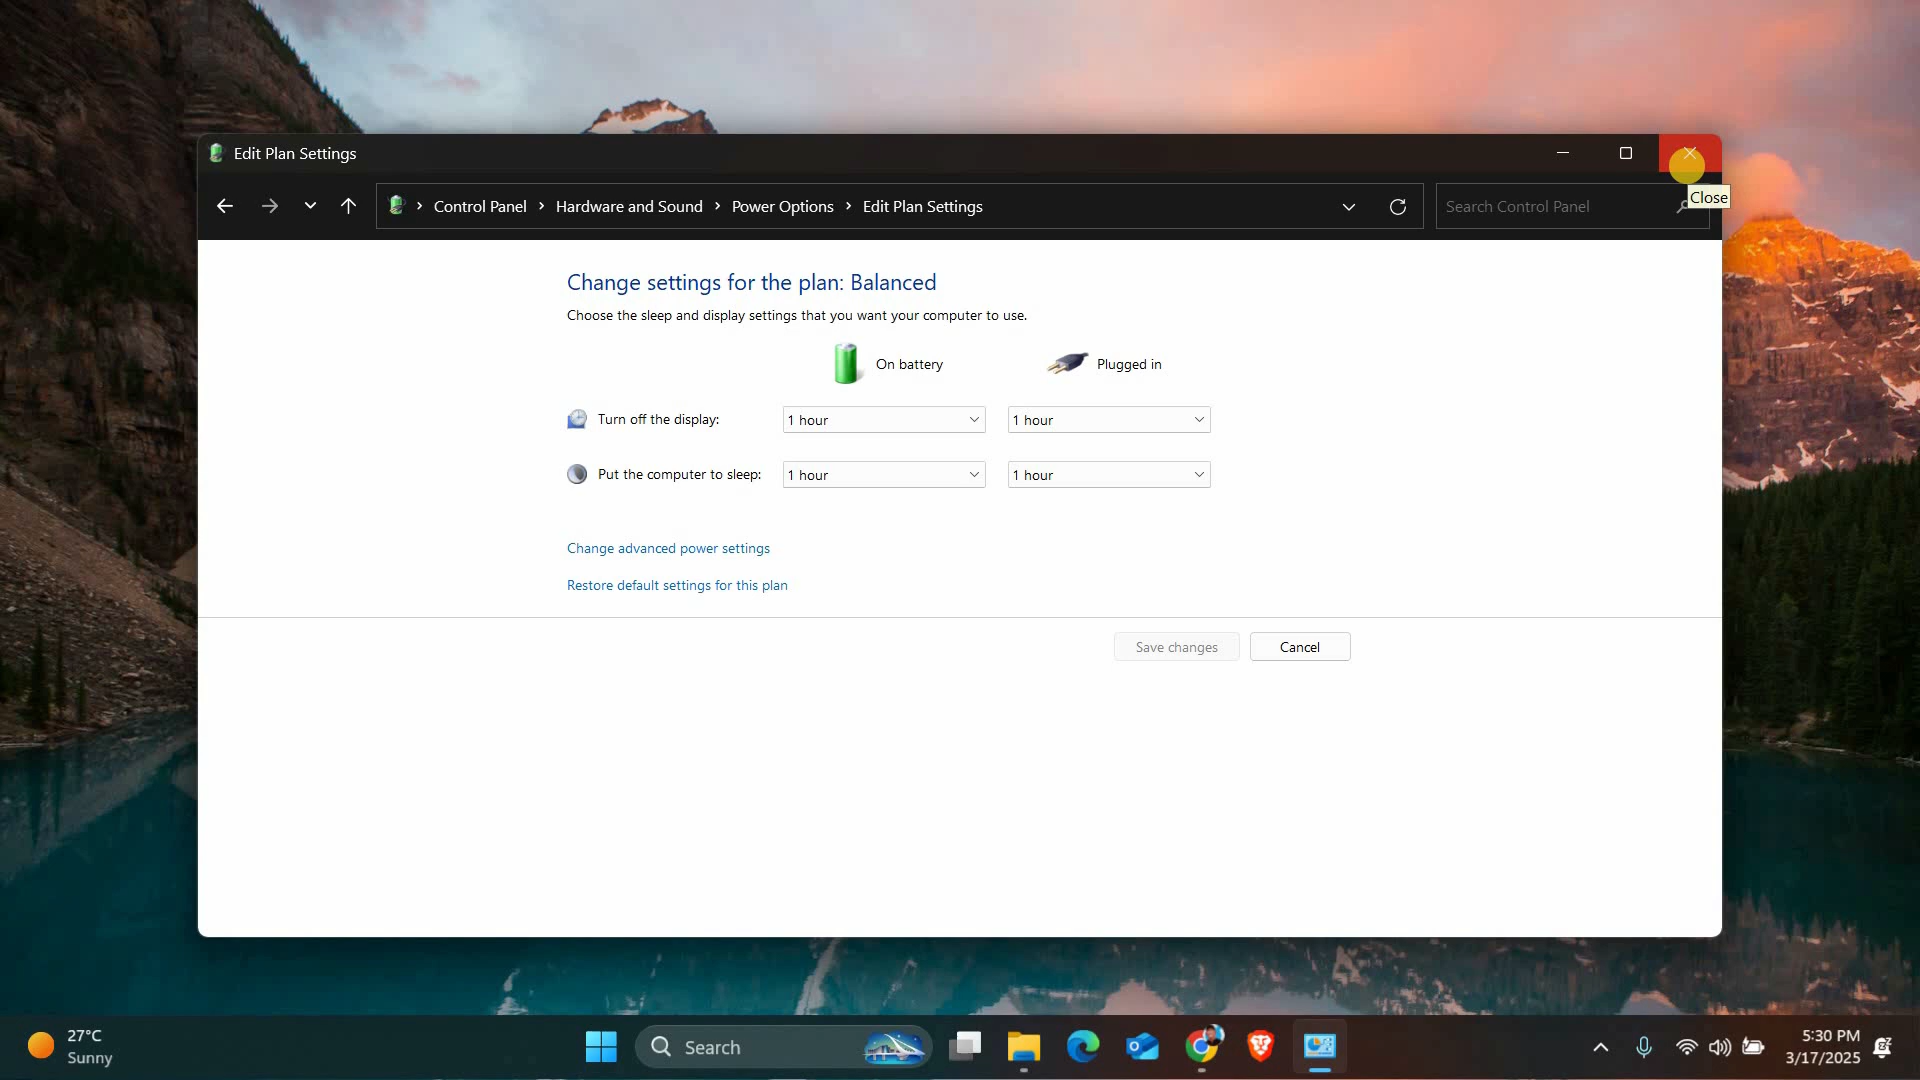 Edit Plan Settings
Control Panel > Hardware and Sound > Power Options > Edit Plan Settings
Search Control Panel
Close
Change settings for the plan: Balanced
Choose the sleep and display settings that you want your computer to use.
On battery
Plugged in
Turn off the display:
1 hour
1 hour
Put the computer to sleep:
1 hour
1 hour
Change advanced power settings
Restore default settings for this plan
Save changes
Cancel
27°C
Sunny
Search
5:30 PM
3/17/2025